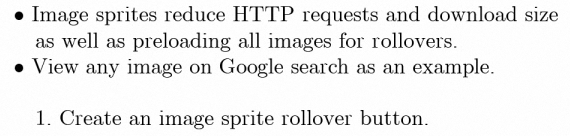 • Image sprites reduce HTTP requests and download size
as well as preloading all images for rollovers.
• View any image on Google search as an example.
1. Create an image sprite rollover button.